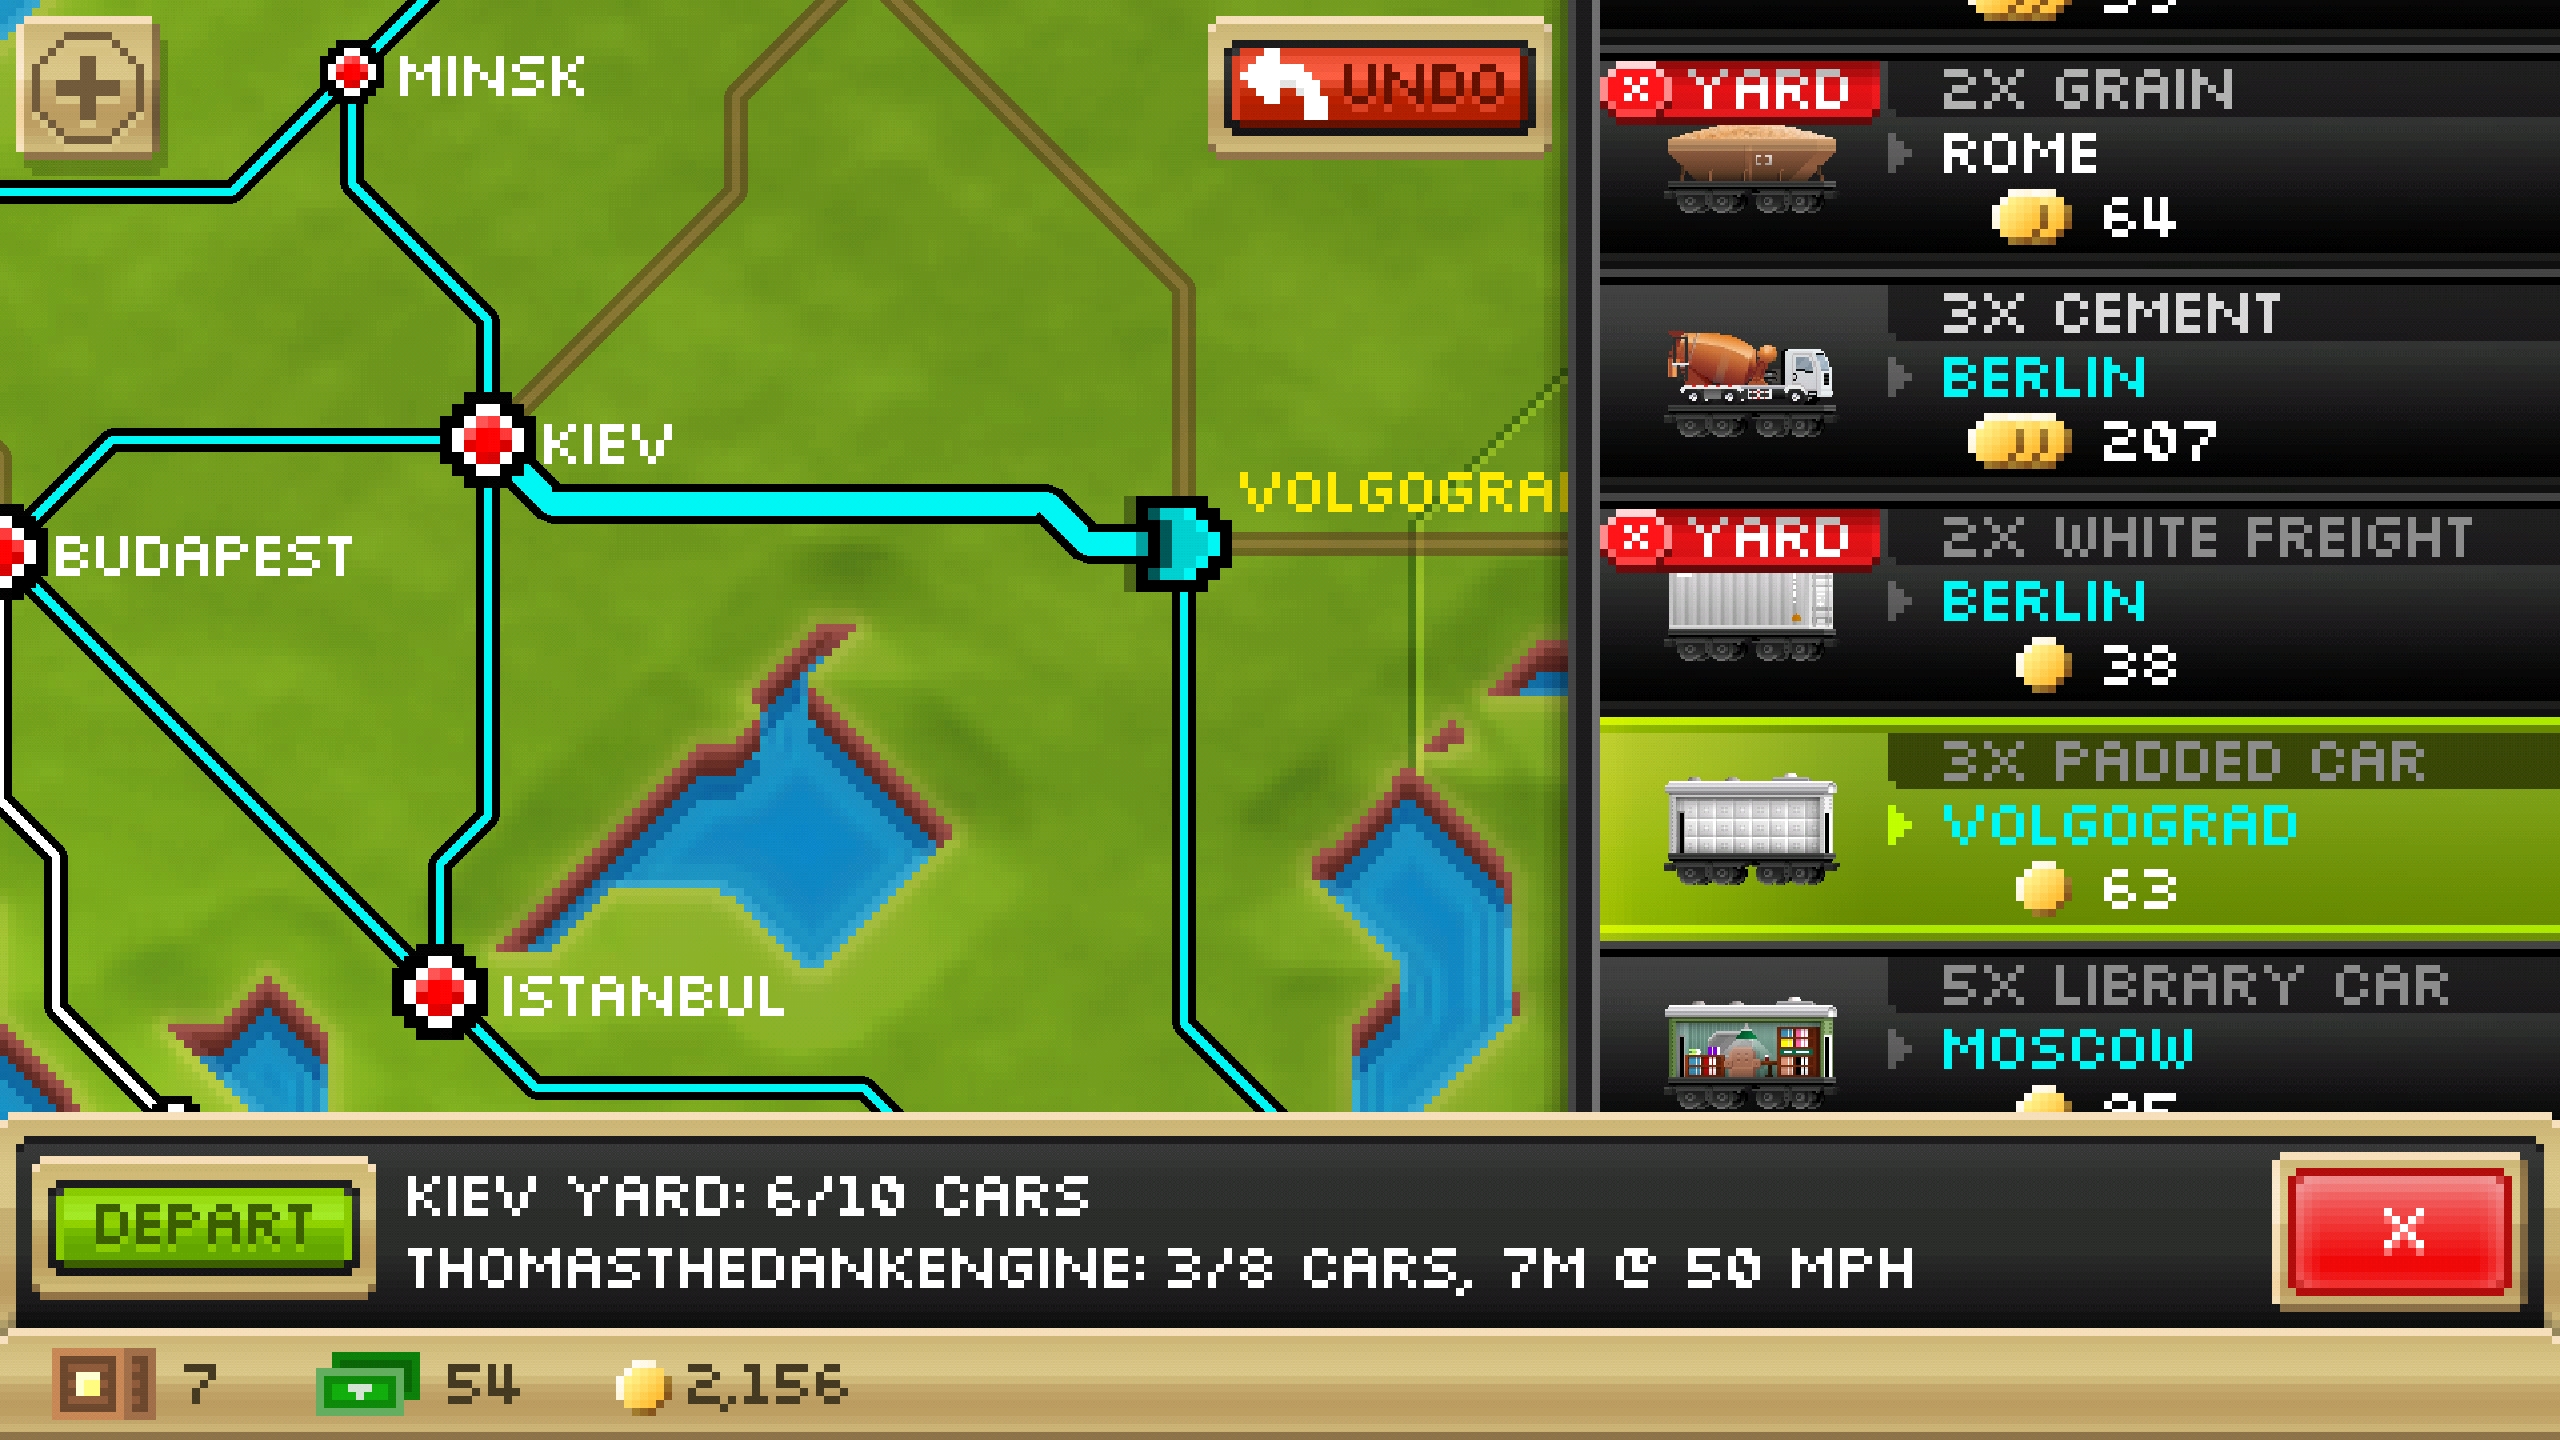 MINSK
UNDO
KIEV
BUDAPEST
ISTANBUL
YARD
2X GRAIN
ROME
64
3X CEMENT
BERLIN
207
YARD
2X WHITE FREIGHT
BERLIN
38
3X PADDED CAR
VOLGOGRAD
63
5X LIBRARY CAR
MOSCOW
DEPART
KIEV YARD: 6/10 CARS
THOMASTHEDANKENGINE: 3/8 CARS, 7M @ 50 MPH
X
7
54
2,156